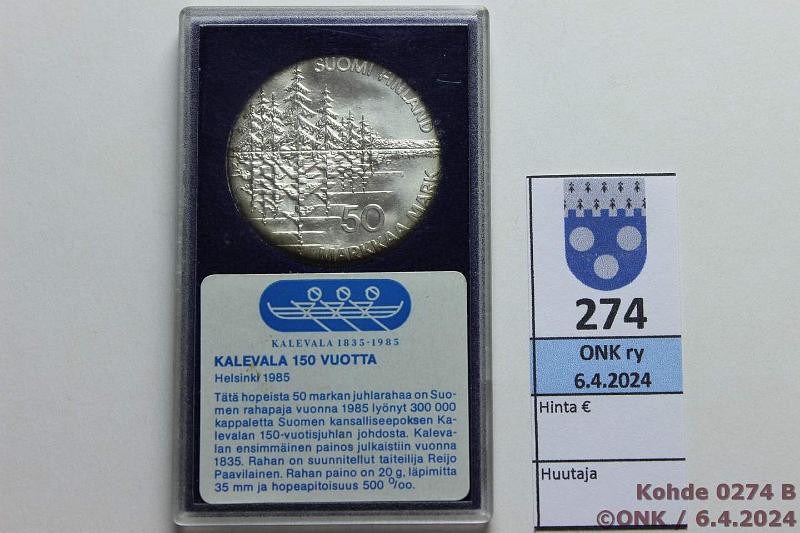 SUOMI FINLAND
50
MARKKAA MARK
KALEVALA 1835-1985
KALEVALA 150 VUOTTA
Helsinki 1985
Tätä hopeista 50 markan juhlarahaa on Suo-
men rahapaja vuonna 1985 lyönyt 300 000
kappaletta Suomen kansalliseepoksen Ka-
levalan 150-vuotisjuhlan johdosta. Kaleva-
lan ensimmäinen painos julkaistiin vuonna
1835. Rahan on suunnitellut taiteilija Reijo
Paavilainen. Rahan paino on 20 g, läpimitta
35 mm ja hopeapitoisuus 500 0/oo.
274
ONK ry
6.4.2024
Hinta €
Huutaja
Kohde 0274 B
©ONK / 6.4.2024